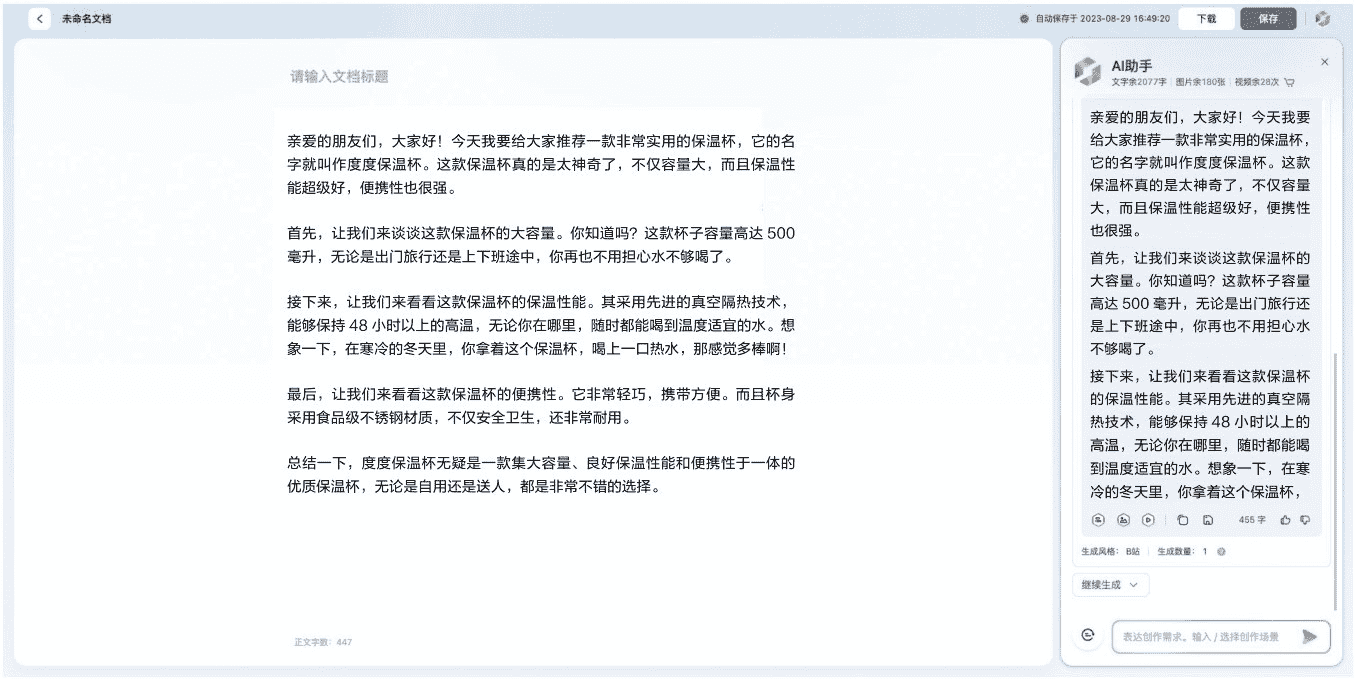 未命名文档
自动保存于 2023-08-29 16:49:20
下载
保存
请输入文档标题
亲爱的朋友们，大家好！今天我要给大家推荐一款非常实用的保温杯，它的名
字就叫作度度保温杯。这款保温杯真的是太神奇了，不仅容量大，而且保温性
能超级好，便携性也很强。
首先，让我们来谈谈这款保温杯的大容量。你知道吗？这款杯子容量高达 500
毫升，无论是出门旅行还是上下班途中，你再也不用担心水不够喝了。
接下来，让我们来看看这款保温杯的保温性能。其采用先进的真空隔热技术，
能够保持 48 小时以上的高温，无论你在哪里，随时都能喝到温度适宜的水。想
象一下，在寒冷的冬天里，你拿着这个保温杯，喝上一口热水，那感觉多棒啊！
最后，让我们来看看这款保温杯的便携性。它非常轻巧，携带方便。而且杯身
采用食品级不锈钢材质，不仅安全卫生，还非常耐用。
总结一下，度度保温杯无疑是一款集大容量、良好保温性能和便携性于一体的
优质保温杯，无论是自用还是送人，都是非常不错的选择。
正文字数：447
AI助手
文字余2077字 | 图片余180张 | 视频余28次
亲爱的朋友们，大家好！今天我要
给大家推荐一款非常实用的保温杯，
它的名字就叫作度度保温杯。这款
保温杯真的是太神奇了，不仅容量
大，而且保温性能超级好，便携性
也很强。
首先，让我们来谈谈这款保温杯的
大容量。你知道吗？这款杯子容量
高达 500 毫升，无论是出门旅行还
是上下班途中，你再也不用担心水
不够喝了。
接下来，让我们来看看这款保温杯
的保温性能。其采用先进的真空隔
热技术，能够保持 48 小时以上的
高温，无论你在哪里，随时都能喝
到温度适宜的水。想象一下，在寒
冷的冬天里，你拿着这个保温杯，
455 字
生成风格： B站 | 生成数量： 1
继续生成
表达创作需求。输入 / 选择创作场景